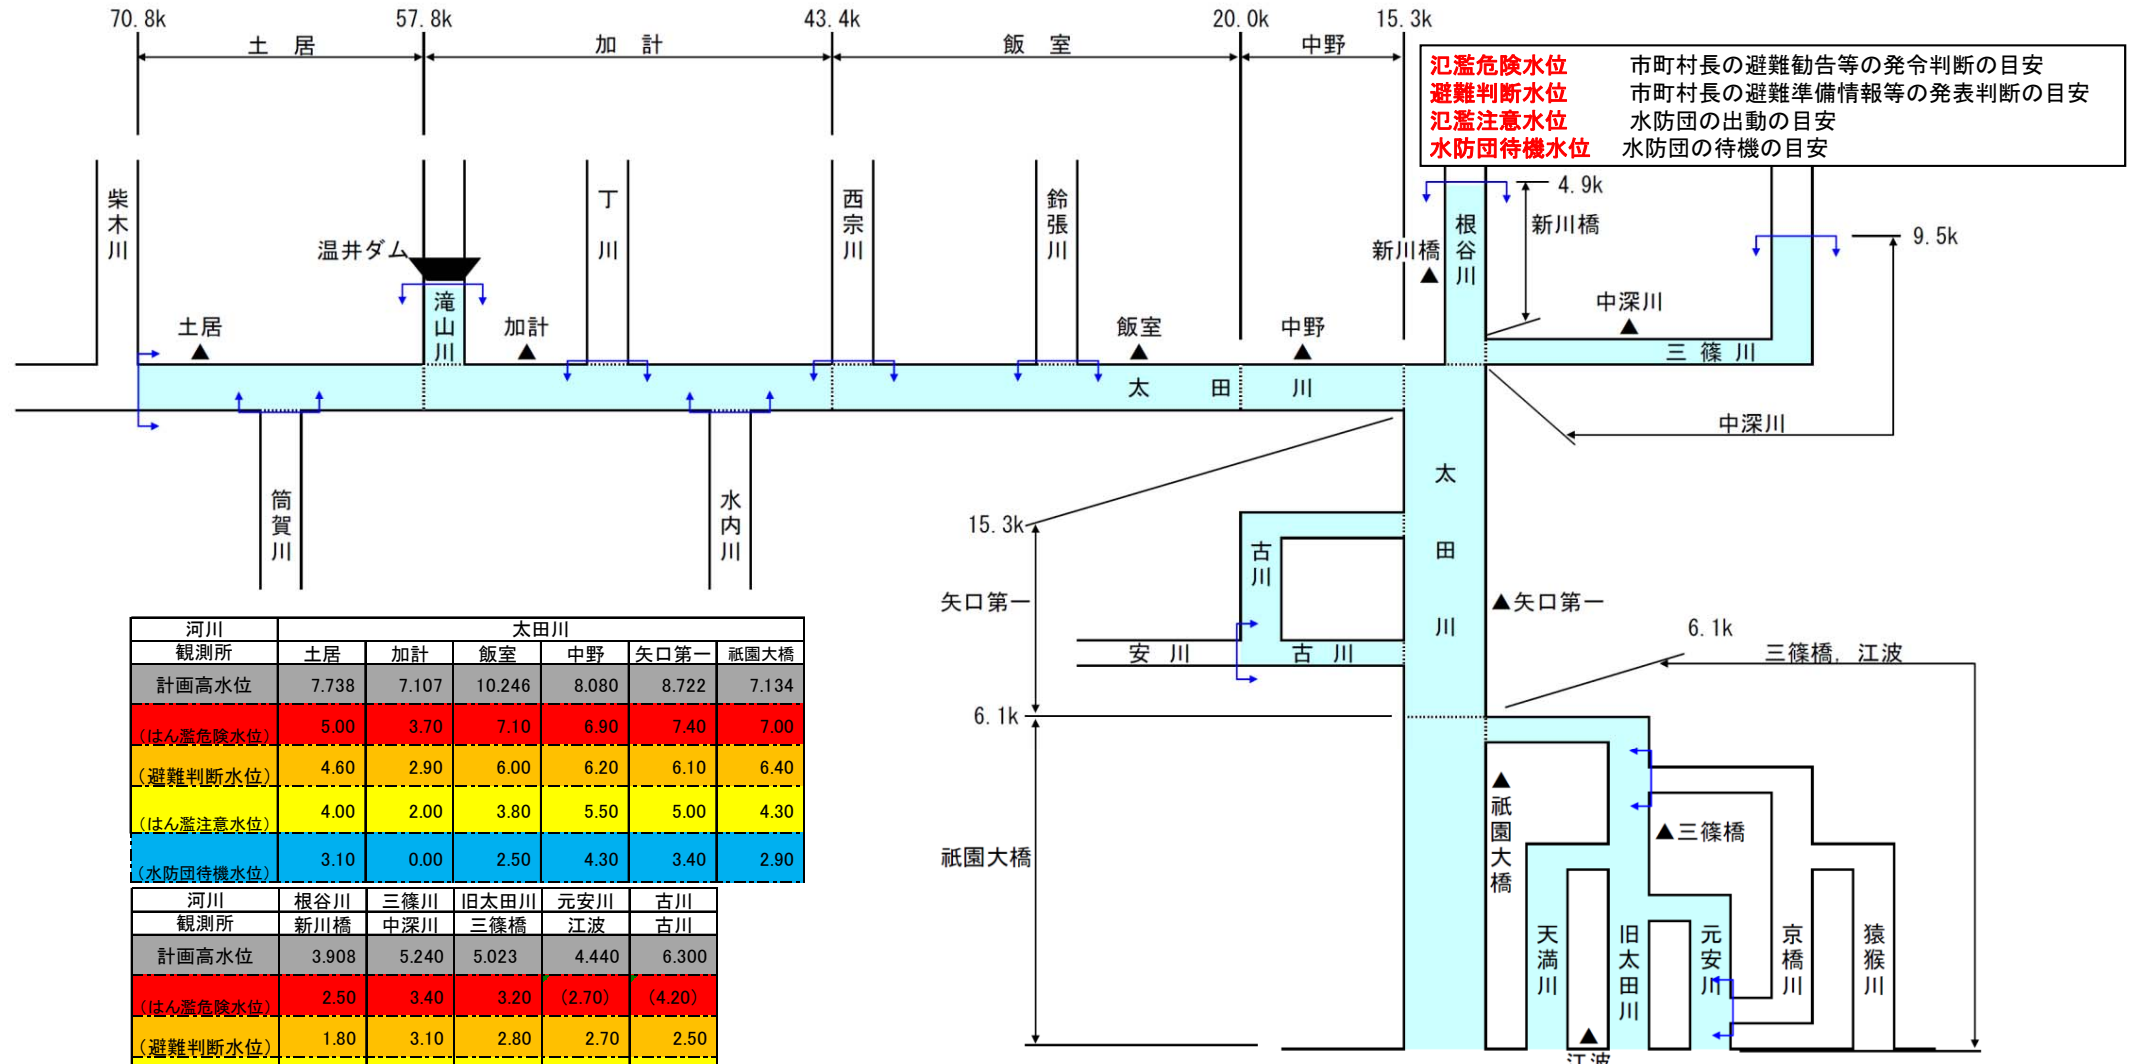 70.8k 57.8k 43.4k 20.0k 15.3k
土居 加計 飯室 中野
氾濫危険水位 市町村長の避難勧告等の発令判断の目安
避難判断水位 市町村長の避難準備情報等の発表判断の目安
氾濫注意水位 水防団の出動の目安
水防団待機水位 水防団の待機の目安
柴木川
温井ダム
滝山川
丁川
西宗川
鈴張川
新川橋
▲
根谷川
4.9k
新川橋
9.5k
中深川
▲
三篠川
中深川
土居
▲
加計
▲
飯室
▲
中野
▲
太田川
筒賀川
水内川
太田川
15.3k
矢口第一
古川
安川
古川
▲矢口第一
6.1k
三篠橋, 江波
6.1k
祇園大橋
▲祇園大橋
▲三篠橋
天満川
旧太田川
元安川
京橋川
猿猴川
▲
江波
河川 太田川
観測所 土居 加計 飯室 中野 矢口第一 祇園大橋
計画高水位 7.738 7.107 10.246 8.080 8.722 7.134
(はん濫危険水位) 5.00 3.70 7.10 6.90 7.40 7.00
(避難判断水位) 4.60 2.90 6.00 6.20 6.10 6.40
(はん濫注意水位) 4.00 2.00 3.80 5.50 5.00 4.30
(水防団待機水位) 3.10 0.00 2.50 4.30 3.40 2.90
河川 根谷川 三篠川 旧太田川 元安川 古川
観測所 新川橋 中深川 三篠橋 江波 古川
計画高水位 3.908 5.240 5.023 4.440 6.300
(はん濫危険水位) 2.50 3.40 3.20 (2.70) (4.20)
(避難判断水位) 1.80 3.10 2.80 2.70 2.50